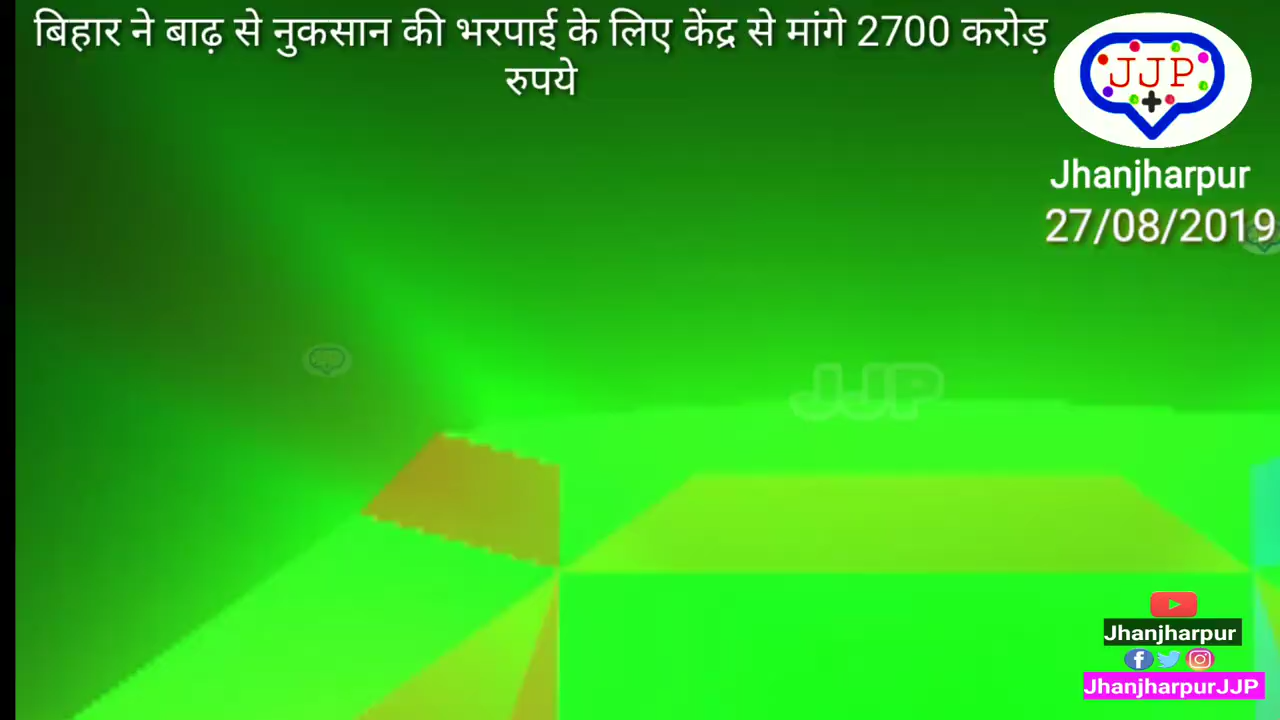 बिहार ने बाढ़ से नुकसान की भरपाई के लिए केंद्र से मांगे 2700 करोड़
रुपये
JJP
Jhanjharpur
27/08/2019
JJP
Jhanjharpur
JhanjharpurJJP